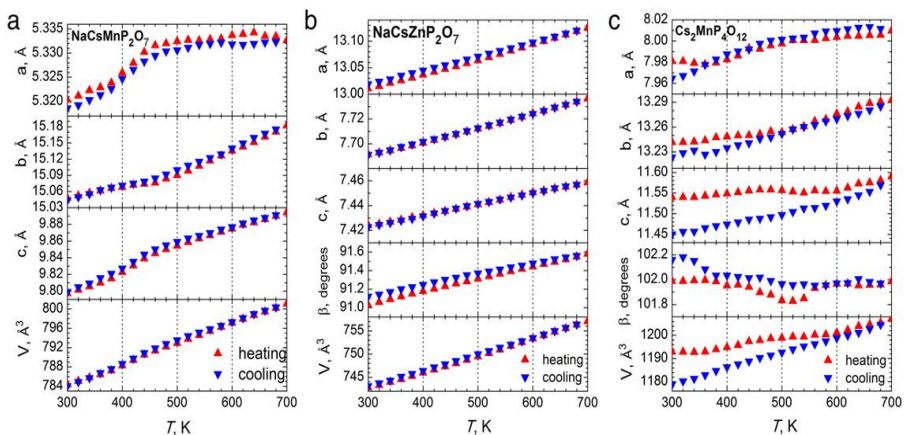 a
NaCsMnP₂O₇
a, Å
5.335
5.330
5.325
5.320
b, Å
15.18
15.12
15.09
15.06
15.03
c, Å
9.88
9.86
9.84
9.82
9.80
V, Å³
800
796
792
788
784
heating
cooling
300 400 500 600 700
T, K
b
NaCsZnP₂O₇
a, Å
13.10
13.05
13.00
b, Å
7.72
7.70
c, Å
7.46
7.44
7.42
β, degrees
91.6
91.4
91.2
91.0
V, Å³
755
750
745
heating
cooling
300 400 500 600 700
T, K
c
Cs₂MnP₄O₁₂
a, Å
8.02
8.00
7.98
7.96
b, Å
13.29
13.26
13.23
c, Å
11.60
11.55
11.50
11.45
β, degrees
102.2
102.0
101.8
V, Å³
1200
1190
1180
heating
cooling
300 400 500 600 700
T, K